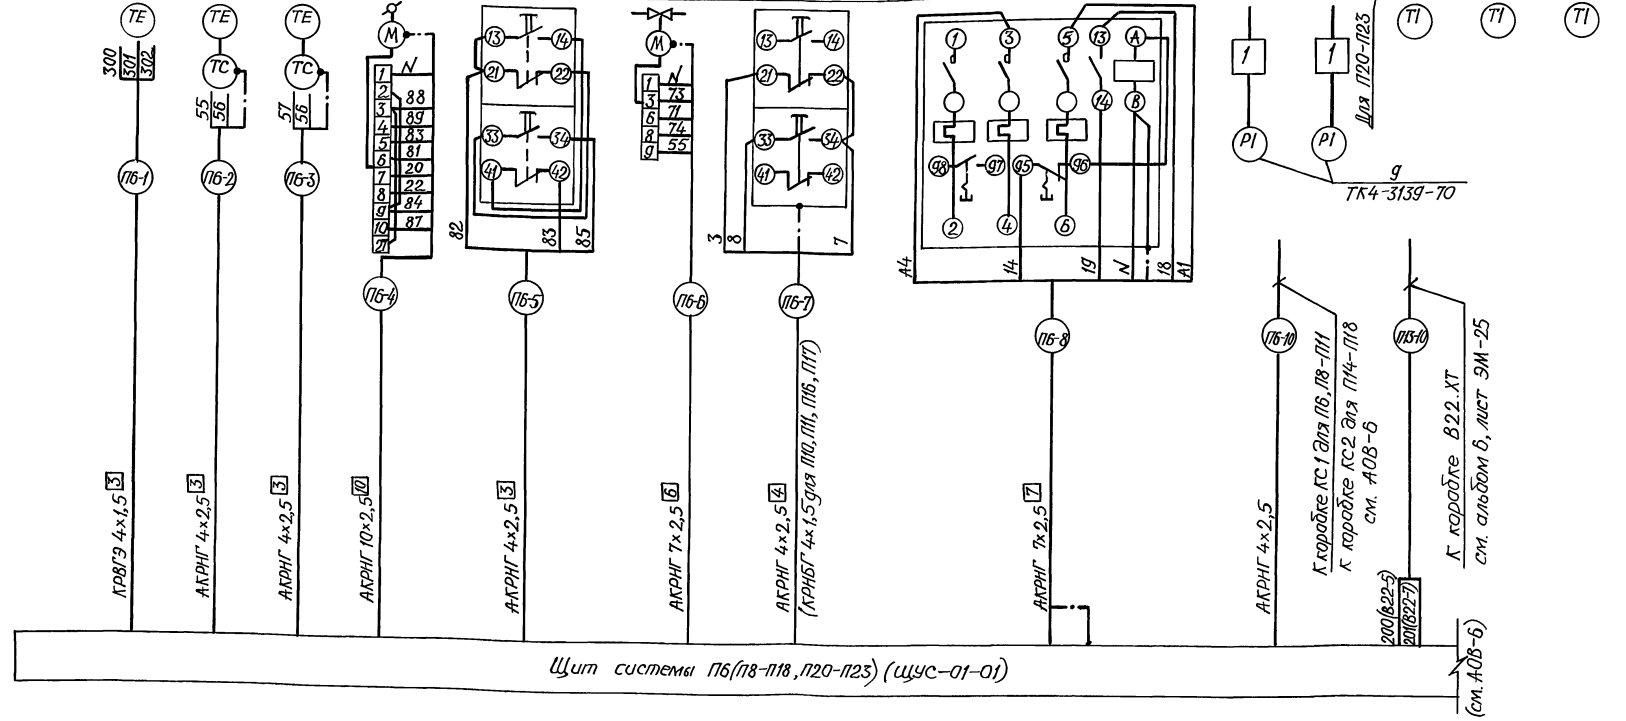 TE
300
301
302
П6-1
КРВГЭ 4×1,5 3
TE
TC
55
56
П6-2
АКРНГ 4×2,5 3
TE
TC
57
56
П6-3
АКРНГ 4×2,5 3
M
1 N
2
3 88
4 89
5 83
6 81
7 20
8 22
9 84
10 87
21
П6-4
АКРНГ 10×2,5 10
13 14
21 22
33 34
41 42
82
83
85
П6-5
АКРНГ 4×2,5 3
M
1 N
3 73
6 71
8 74
9 55
П6-6
АКРНГ 7×2,5 6
13 14
21 22
33 34
41 42
3
8
7
П6-7
АКРНГ 4×2,5 4
(КРНБГ 4×1,5 для П10, П11, П16, П17)
1 3 5 13 А
14 В
98 97 95 96
2 4 6
А4
14
19
N
18
А1
П6-8
АКРНГ 7×2,5 7
1
1
Р1
Р1
Для П20-П23
9
ТК4-3139-70
Т1
Т1
Т1
П6-10
АКРНГ 4×2,5
К коробке КС1 для П6, П8-П11
К коробке КС2 для П14-П18
см. АОВ-6
П13-10
200(В22-5)
201(В22-7)
К коробке В22.ХТ
см. альбом 6, лист ЭМ-25
Щит системы П6(П8-П18, П20-П23) (ЩУС-01-01)
(см. АОВ-6)